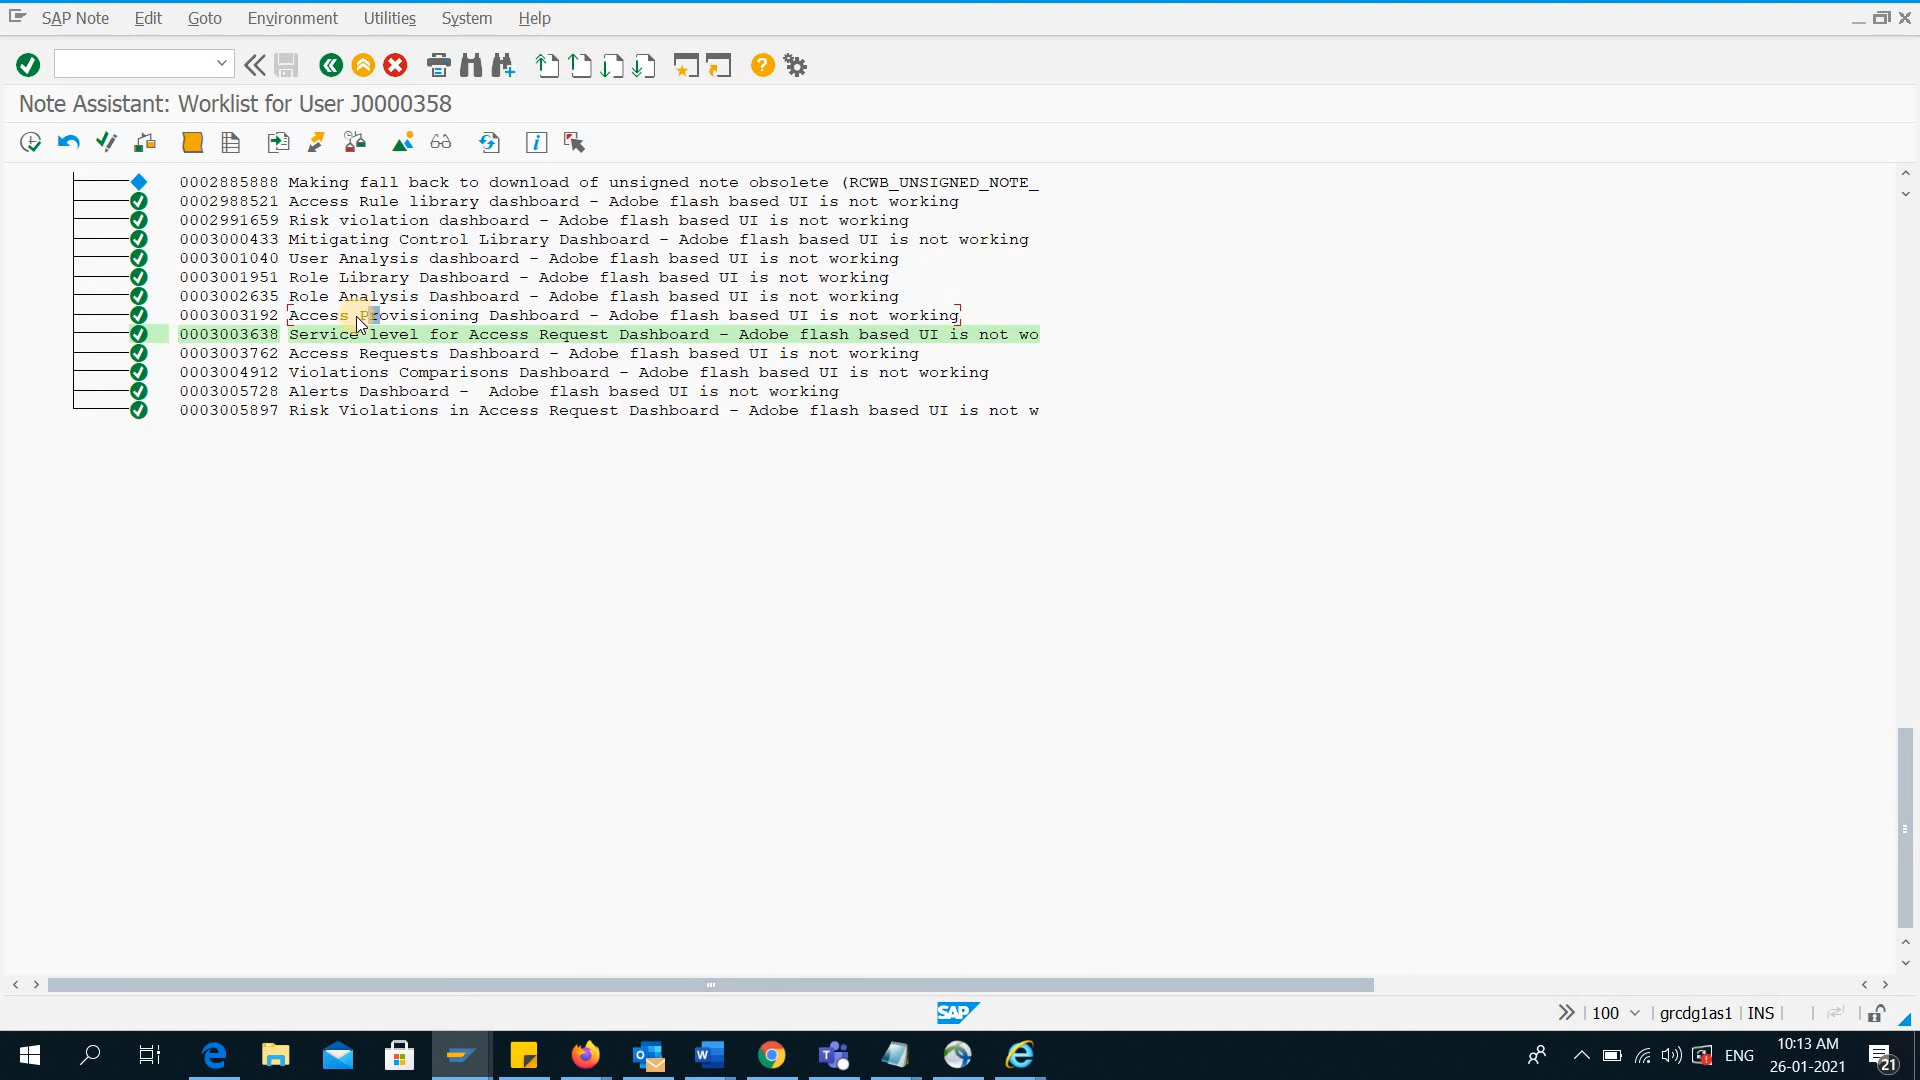 SAP Note Edit Goto Environment Utilities System Help
Note Assistant: Worklist for User J0000358
0002885888 Making fall back to download of unsigned note obsolete (RCWB_UNSIGNED_NOTE_
0002988521 Access Rule library dashboard - Adobe flash based UI is not working
0002991659 Risk violation dashboard - Adobe flash based UI is not working
0003000433 Mitigating Control Library Dashboard - Adobe flash based UI is not working
0003001040 User Analysis dashboard - Adobe flash based UI is not working
0003001951 Role Library Dashboard - Adobe flash based UI is not working
0003002635 Role Analysis Dashboard - Adobe flash based UI is not working
0003003192 Access Provisioning Dashboard - Adobe flash based UI is not working
0003003638 Service level for Access Request Dashboard - Adobe flash based UI is not wo
0003003762 Access Requests Dashboard - Adobe flash based UI is not working
0003004912 Violations Comparisons Dashboard - Adobe flash based UI is not working
0003005728 Alerts Dashboard -  Adobe flash based UI is not working
0003005897 Risk Violations in Access Request Dashboard - Adobe flash based UI is not w
SAP
100 grcdg1as1 INS
ENG
10:13 AM
26-01-2021
21